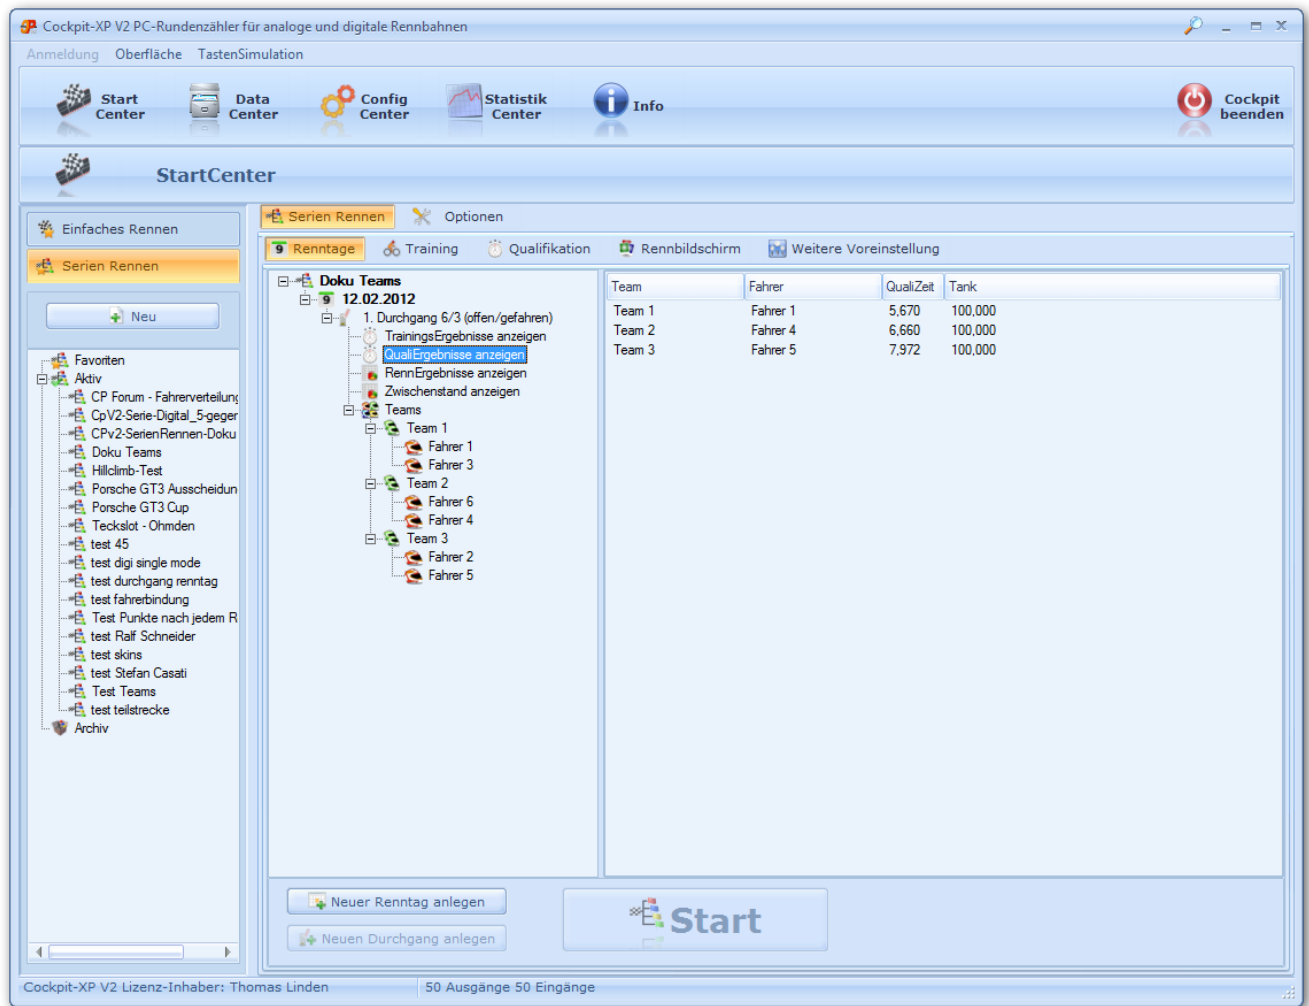 Cockpit-XP V2 PC-Rundenzähler für analoge und digitale Rennbahnen
Anmeldung Oberfläche TastenSimulation
Start Center
Data Center
Config Center
Statistik Center
Info
Cockpit beenden
StartCenter
Einfaches Rennen
Serien Rennen
Neu
Favoriten
Aktiv
CP Forum - Fahrerverteilung
CpV2-Serie-Digital_5-geger
CPv2-SerienRennen-Doku
Doku Teams
Hillclimb-Test
Porsche GT3 Ausscheidun
Porsche GT3 Cup
Teckslot - Ohmden
test 45
test digi single mode
test durchgang renntag
test fahrerbindung
Test Punkte nach jedem R
test Ralf Schneider
test skins
test Stefan Casati
Test Teams
test teilstrecke
Archiv
Serien Rennen Optionen
9 Renntage Training Qualifikation Rennbildschirm Weitere Voreinstellung
Doku Teams
9 12.02.2012
1. Durchgang 6/3 (offen/gefahren)
TrainingsErgebnisse anzeigen
QualiErgebnisse anzeigen
RennErgebnisse anzeigen
Zwischenstand anzeigen
Teams
Team 1
Fahrer 1
Fahrer 3
Team 2
Fahrer 6
Fahrer 4
Team 3
Fahrer 2
Fahrer 5
Team Fahrer QualiZeit Tank
Team 1 Fahrer 1 5,670 100,000
Team 2 Fahrer 4 6,660 100,000
Team 3 Fahrer 5 7,972 100,000
Neuer Renntag anlegen
Neuen Durchgang anlegen
Start
Cockpit-XP V2 Lizenz-Inhaber: Thomas Linden 50 Ausgänge 50 Eingänge